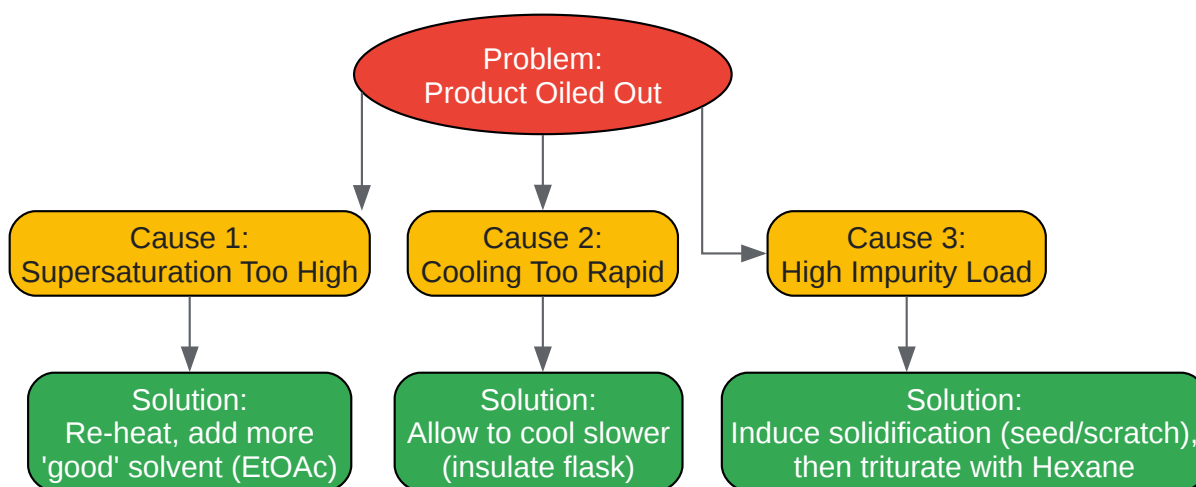 Problem:
Product Oiled Out
Cause 1:
Supersaturation Too High
Cause 2:
Cooling Too Rapid
Cause 3:
High Impurity Load
Solution:
Re-heat, add more
'good' solvent (EtOAc)
Solution:
Allow to cool slower
(insulate flask)
Solution:
Induce solidification (seed/scratch),
then triturate with Hexane